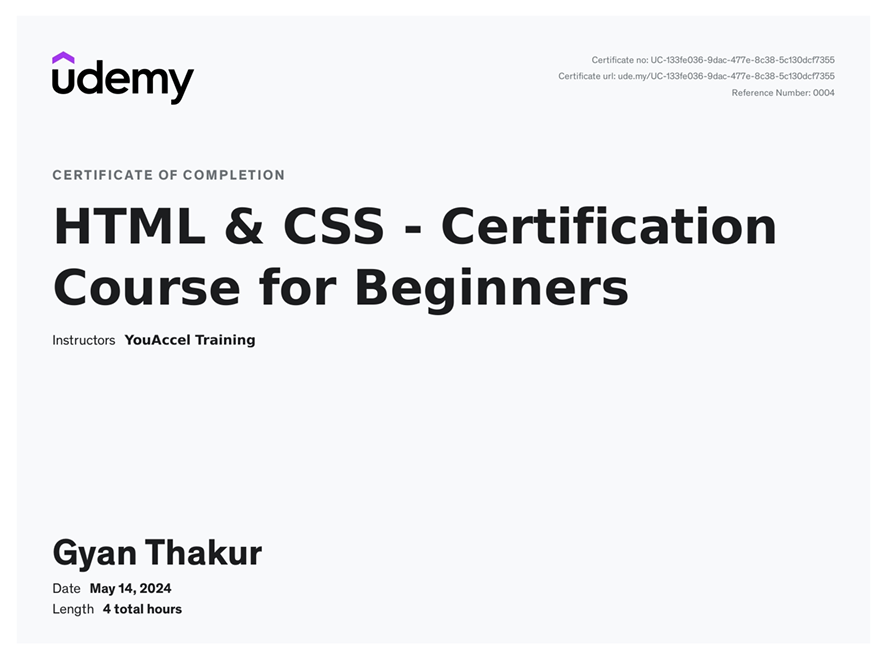 udemy
Certificate no: UC-133fe036-9dac-477e-8c38-5c130dcf7355
Certificate url: ude.my/UC-133fe036-9dac-477e-8c38-5c130dcf7355
Reference Number: 0004
CERTIFICATE OF COMPLETION
HTML & CSS - Certification
Course for Beginners
Instructors YouAccel Training
Gyan Thakur
Date May 14, 2024
Length 4 total hours